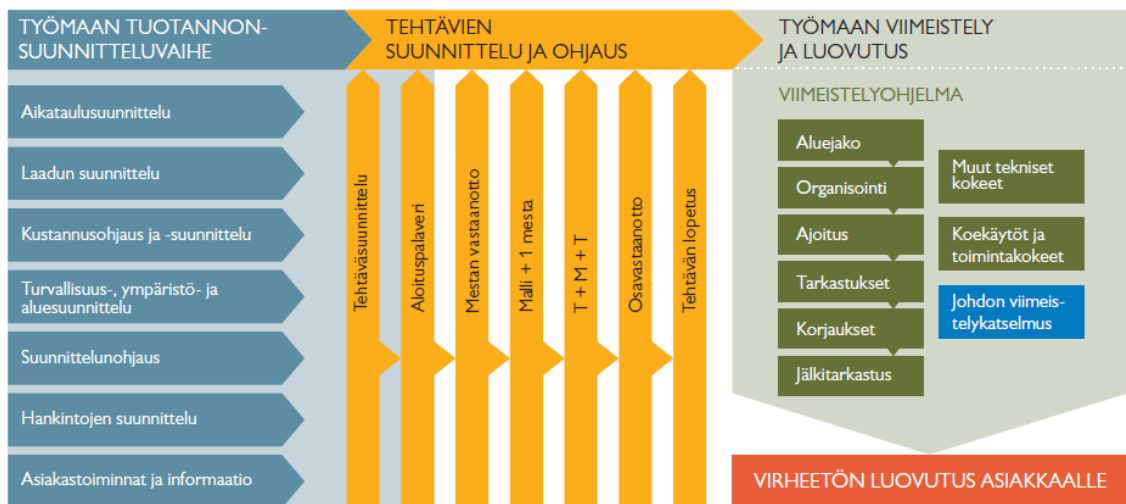 TYÖMAAN TUOTANNON-
SUUNNITTELUVAIHE
Aikataulusuunnittelu
Laadun suunnittelu
Kustannusohjaus ja -suunnittelu
Turvallisuus-, ympäristö- ja
aluesuunnittelu
Suunnittelunohjaus
Hankintojen suunnittelu
Asiakastoiminnat ja informaatio
TEHTÄVIEN
SUUNNITTELU JA OHJAUS
Tehtäväsuunnittelu
Aloituspalaveri
Mestan vastaanotto
Malli + 1 mesta
T + M + T
Osavastaanotto
Tehtävän lopetus
TYÖMAAN VIIMEISTELY
JA LUOVUTUS
VIIMEISTELYOHJELMA
Aluejako
Organisointi
Ajoitus
Tarkastukset
Korjaukset
Jälkitarkastus
Muut tekniset
kokeet
Koekäytöt ja
toimintakokeet
Johdon viimeis-
telykatselmus
VIRHEETÖN LUOVUTUS ASIAKKAALLE